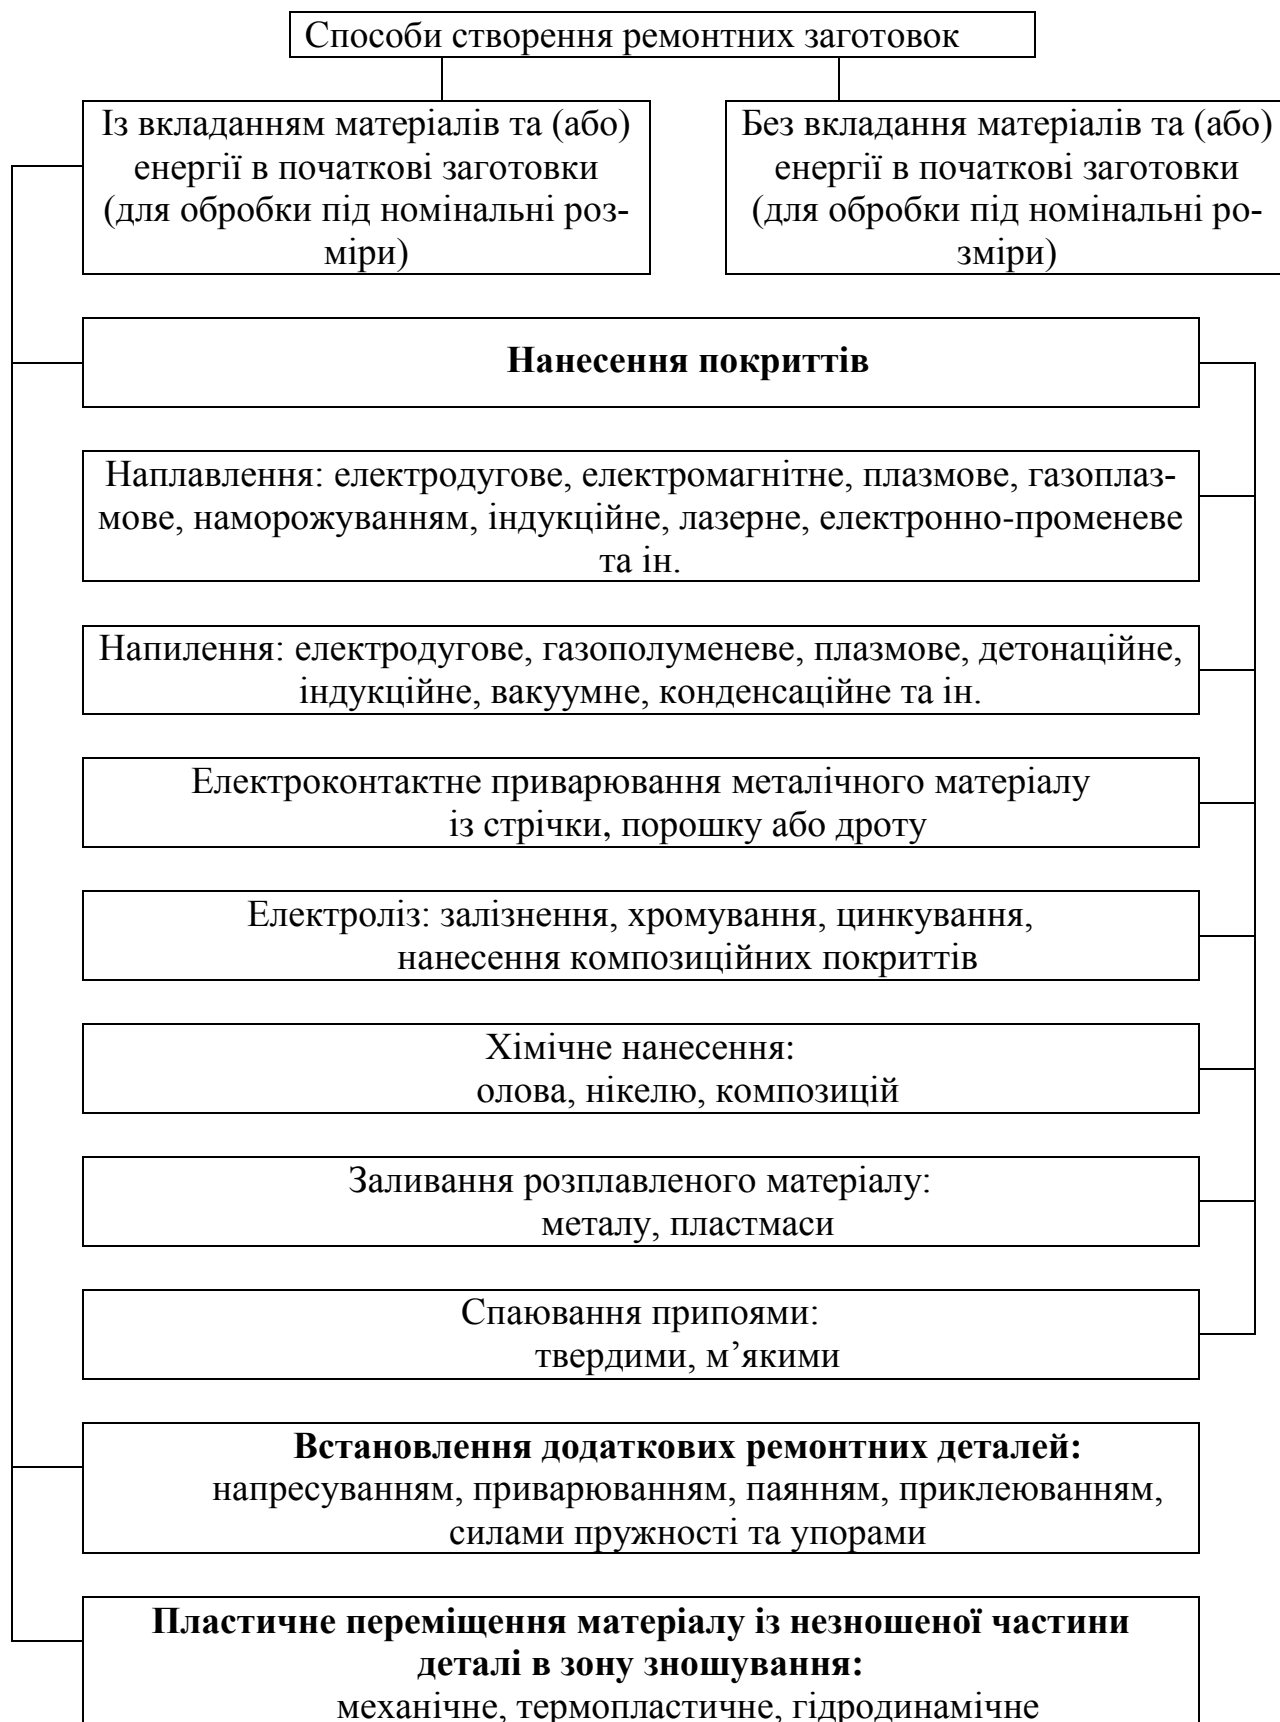 Способи створення ремонтних заготовок
Із вкладанням матеріалів та (або)
енергії в початкові заготовки
(для обробки під номінальні роз-
міри)
Без вкладання матеріалів та (або)
енергії в початкові заготовки
(для обробки під номінальні ро-
зміри)
Нанесення покриттів
Наплавлення: електродугове, електромагнітне, плазмове, газоплаз-
мове, наморожуванням, індукційне, лазерне, електронно-променеве
та ін.
Напилення: електродугове, газополуменеве, плазмове, детонаційне,
індукційне, вакуумне, конденсаційне та ін.
Електроконтактне приварювання металічного матеріалу
із стрічки, порошку або дроту
Електроліз: залізнення, хромування, цинкування,
нанесення композиційних покриттів
Хімічне нанесення:
олова, нікелю, композицій
Заливання розплавленого матеріалу:
металу, пластмаси
Спаювання припоями:
твердими, м’якими
Встановлення додаткових ремонтних деталей:
напресуванням, приварюванням, паянням, приклеюванням,
силами пружності та упорами
Пластичне переміщення матеріалу із незношеної частини
деталі в зону зношування:
механічне, термопластичне, гідродинамічне